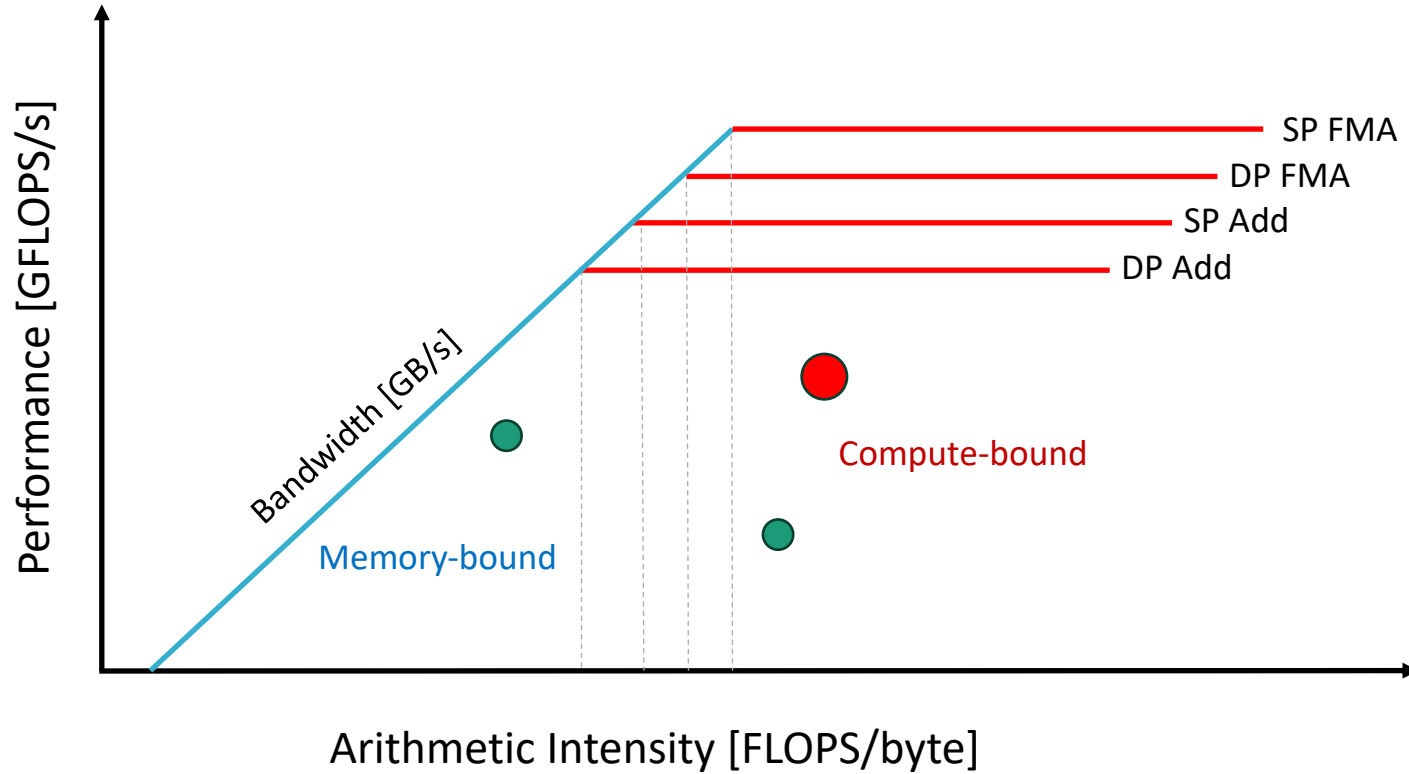 Performance [GFLOPS/s]
SP FMA
DP FMA
SP Add
DP Add
Bandwidth [GB/s]
Compute-bound
Memory-bound
Arithmetic Intensity [FLOPS/byte]